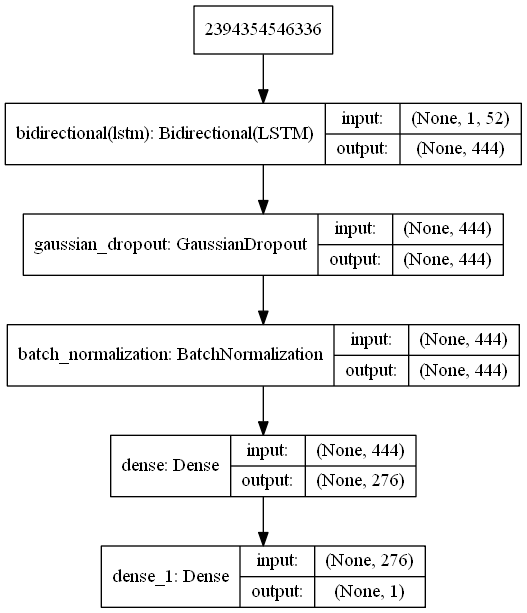 2394354546336
bidirectional(lstm): Bidirectional(LSTM)
input: (None, 1, 52)
output: (None, 444)
gaussian_dropout: GaussianDropout
input: (None, 444)
output: (None, 444)
batch_normalization: BatchNormalization
input: (None, 444)
output: (None, 444)
dense: Dense
input: (None, 444)
output: (None, 276)
dense_1: Dense
input: (None, 276)
output: (None, 1)